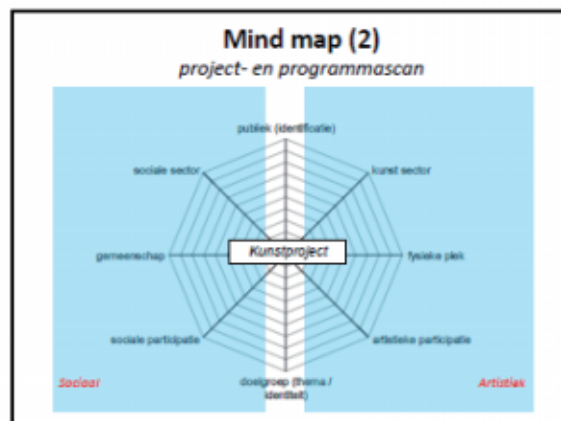 Mind map (2)
project- en programmascan
publiek (identificatie)
sociale sector
kunst sector
gemeenschap
Kunstproject
fysieke plek
sociale participatie
artistieke participatie
Sociaal
doelgroep (thema /
identiteit)
Artistiek